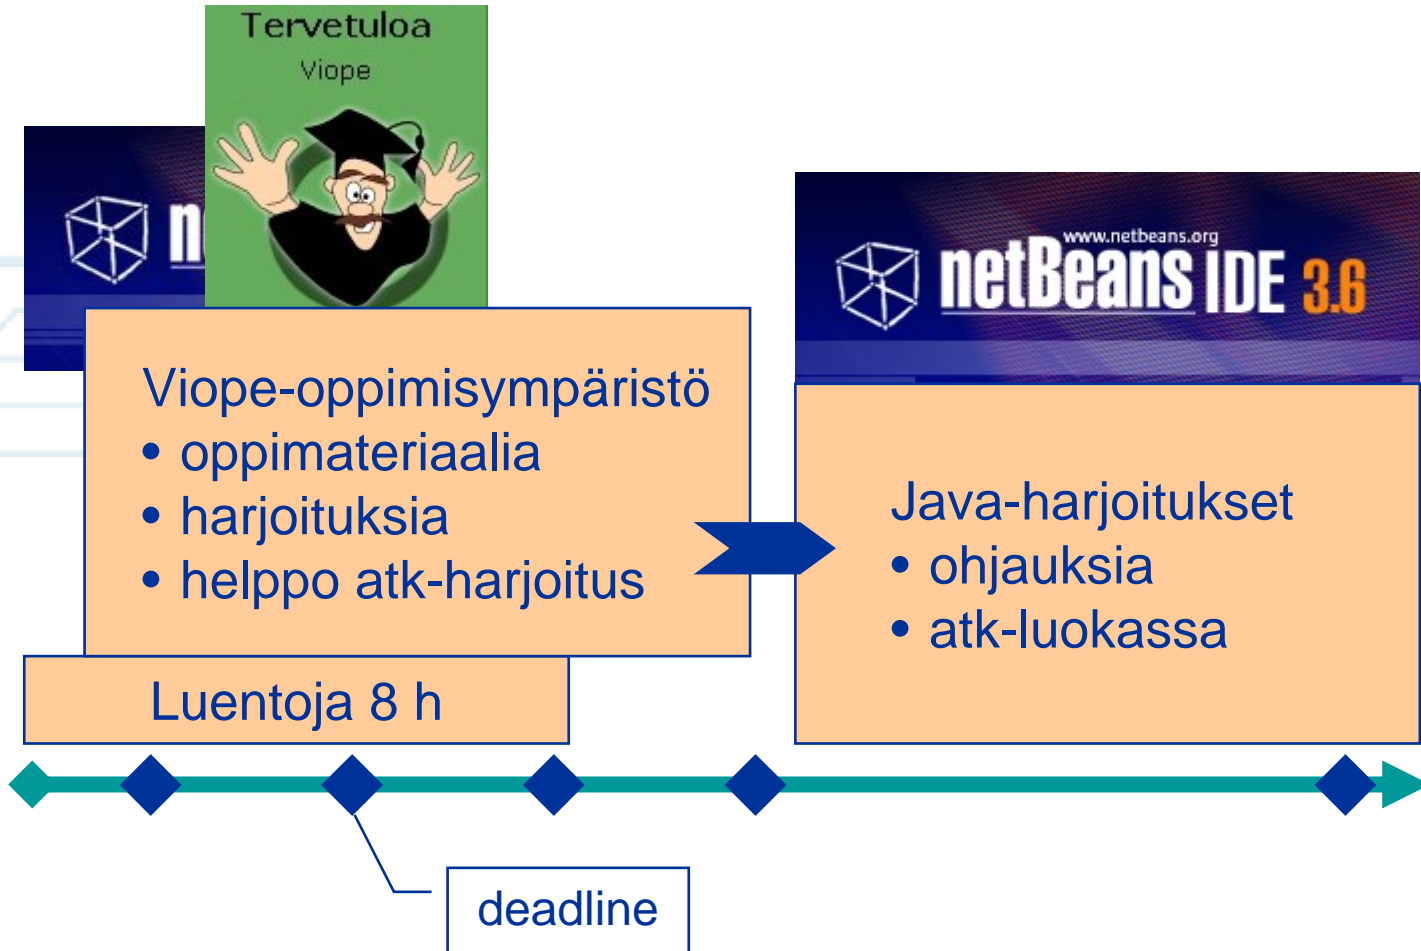 Tervetuloa
Viope
n
www.netbeans.org
netBeans IDE 3.6
Viope-oppimisympäristö
• oppimateriaalia
• harjoituksia
• helppo atk-harjoitus
Java-harjoitukset
• ohjauksia
• atk-luokassa
Luentoja 8 h
deadline